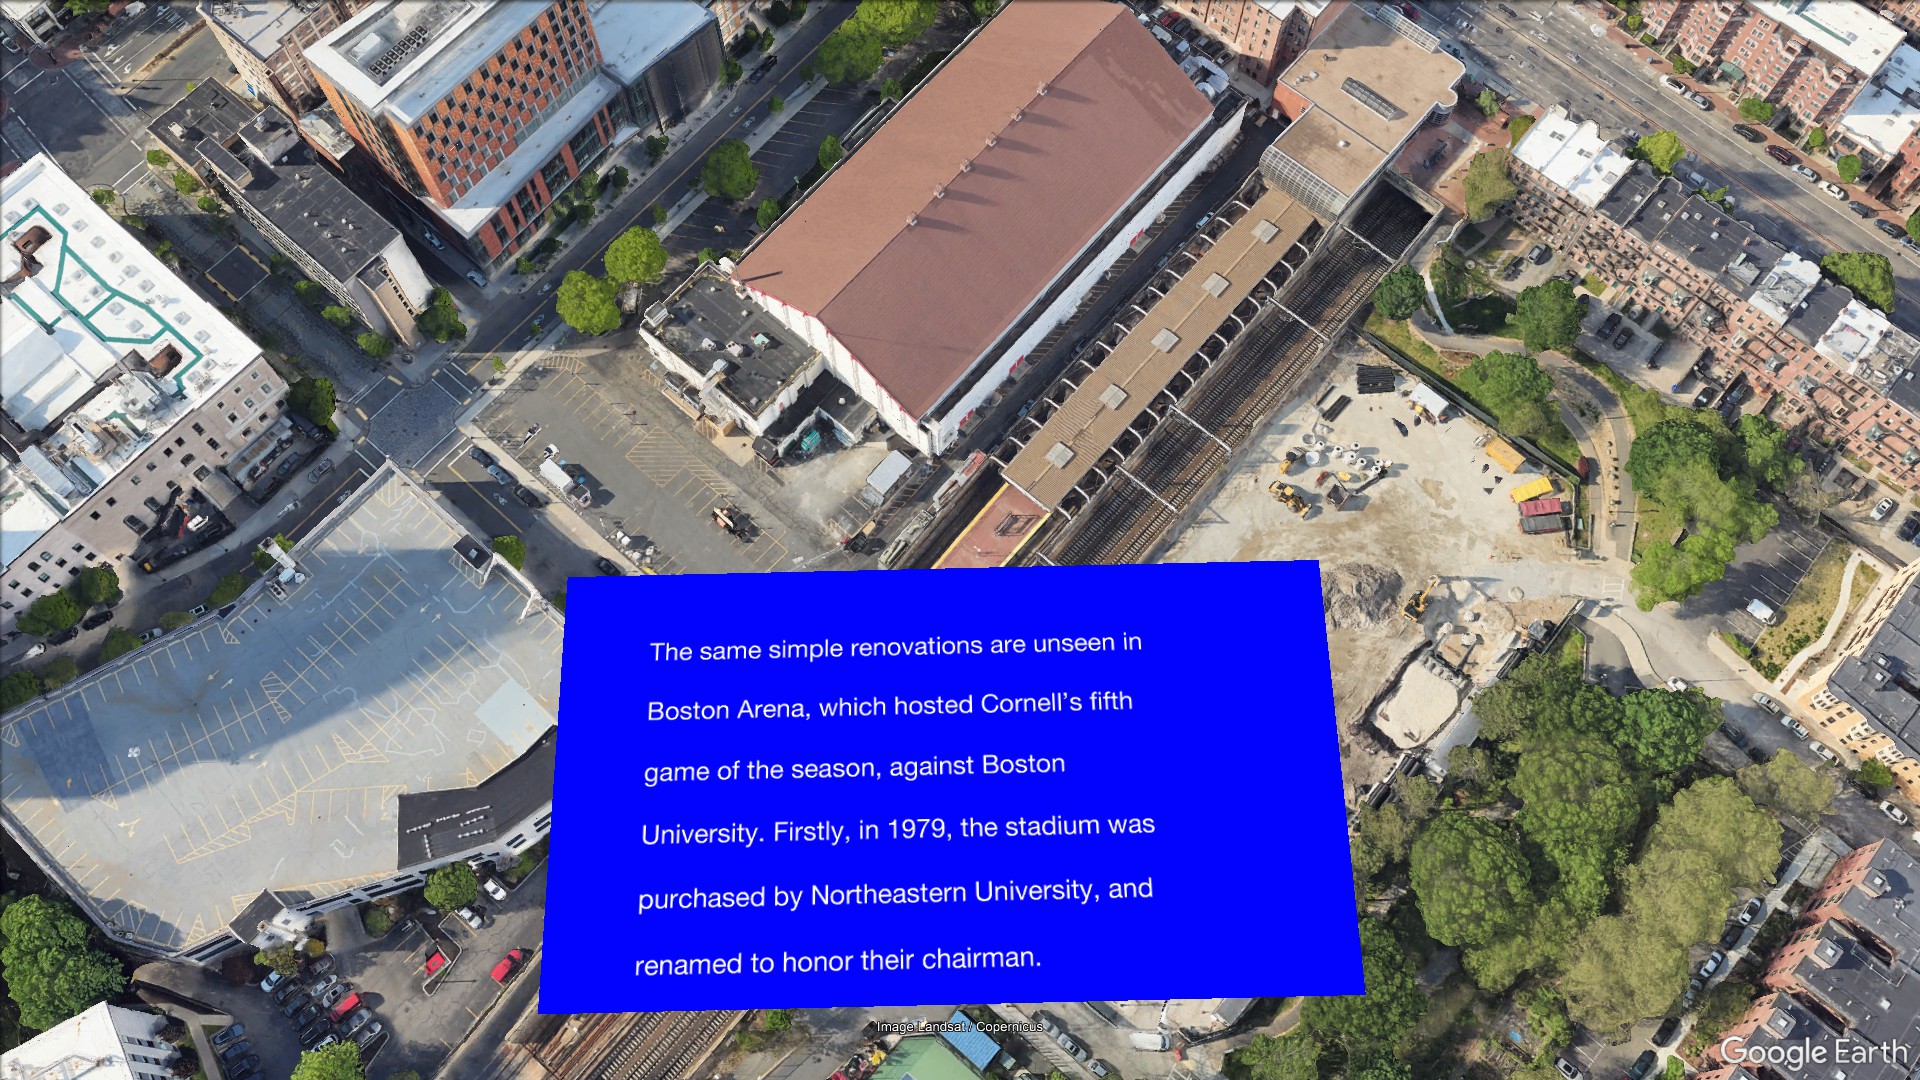 The same simple renovations are unseen in
Boston Arena, which hosted Cornell’s fifth
game of the season, against Boston
University. Firstly, in 1979, the stadium was
purchased by Northeastern University, and
renamed to honor their chairman.
Image Landsat / Copernicus
Google Earth